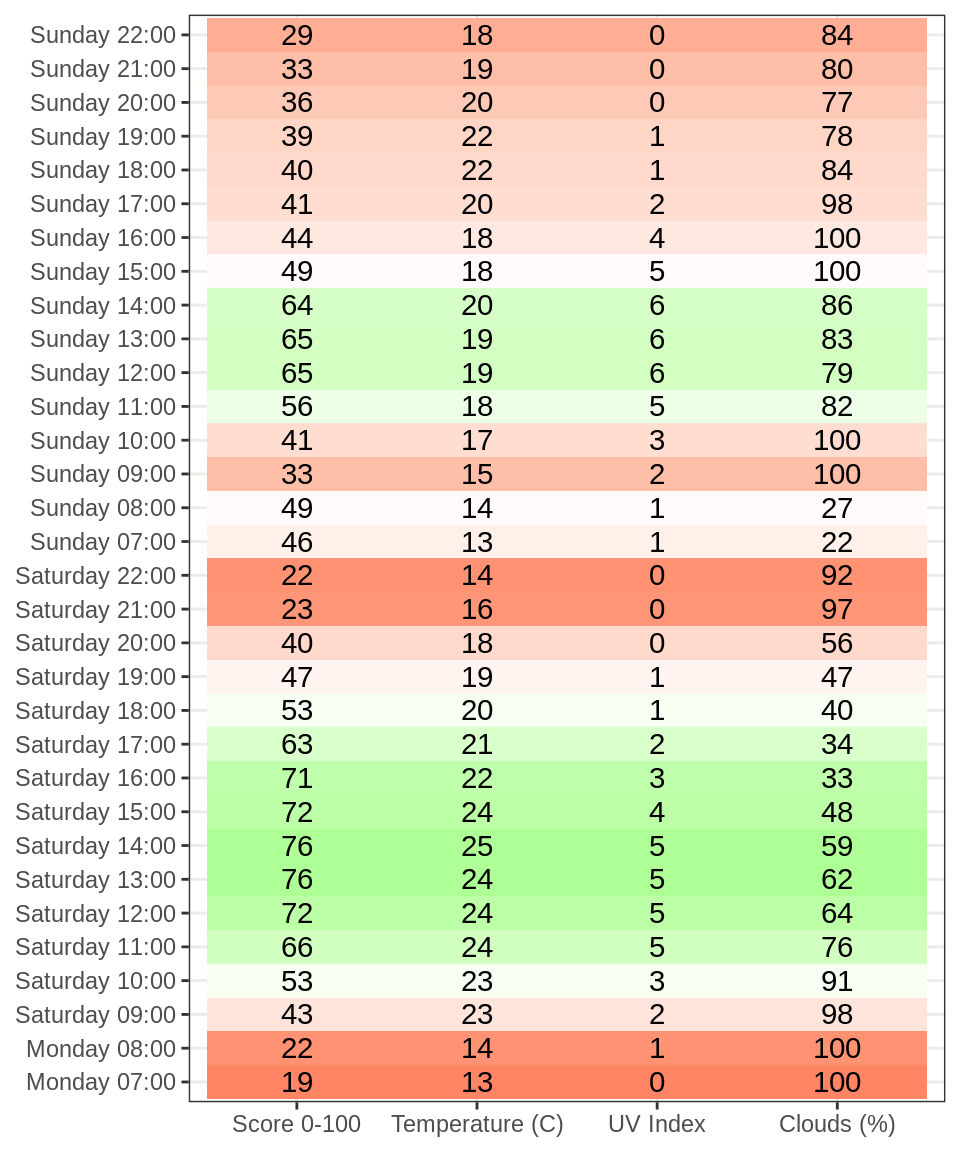 Sunday 22:00 29 18 0 84
Sunday 21:00 33 19 0 80
Sunday 20:00 36 20 0 77
Sunday 19:00 39 22 1 78
Sunday 18:00 40 22 1 84
Sunday 17:00 41 20 2 98
Sunday 16:00 44 18 4 100
Sunday 15:00 49 18 5 100
Sunday 14:00 64 20 6 86
Sunday 13:00 65 19 6 83
Sunday 12:00 65 19 6 79
Sunday 11:00 56 18 5 82
Sunday 10:00 41 17 3 100
Sunday 09:00 33 15 2 100
Sunday 08:00 49 14 1 27
Sunday 07:00 46 13 1 22
Saturday 22:00 22 14 0 92
Saturday 21:00 23 16 0 97
Saturday 20:00 40 18 0 56
Saturday 19:00 47 19 1 47
Saturday 18:00 53 20 1 40
Saturday 17:00 63 21 2 34
Saturday 16:00 71 22 3 33
Saturday 15:00 72 24 4 48
Saturday 14:00 76 25 5 59
Saturday 13:00 76 24 5 62
Saturday 12:00 72 24 5 64
Saturday 11:00 66 24 5 76
Saturday 10:00 53 23 3 91
Saturday 09:00 43 23 2 98
Monday 08:00 22 14 1 100
Monday 07:00 19 13 0 100
Score 0-100 Temperature (C) UV Index Clouds (%)